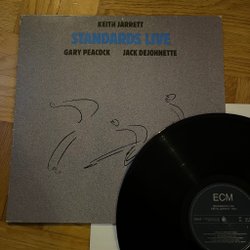 KEITH JARRETT
STANDARDS LIVE
GARY PEACOCK JACK DEJOHNETTE
ECM